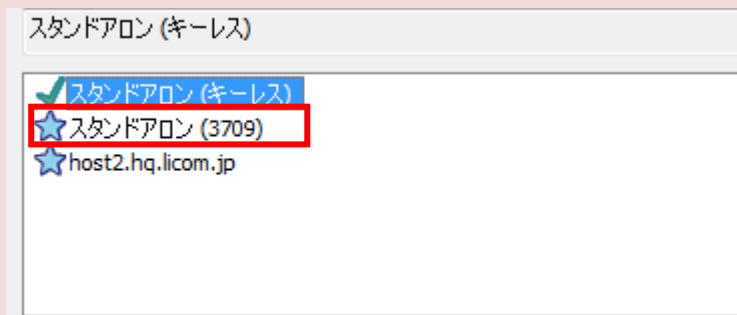 スタンドアロン (キーレス)
スタンドアロン (キーレス)
スタンドアロン (3709)
host2.hq.licom.jp